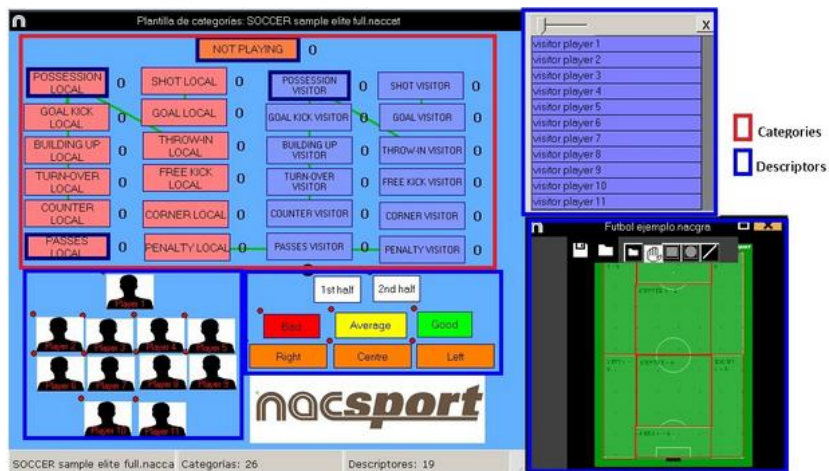 Plantilla de categorías: SOCCER sample elite full.naccat
NOT PLAYING 0
POSSESSION LOCAL 0
SHOT LOCAL 0
POSSESSION VISITOR 0
SHOT VISITOR 0
GOAL KICK LOCAL 0
GOAL LOCAL 0
GOAL KICK VISITOR 0
GOAL VISITOR 0
BUILDING UP LOCAL 0
THROW-IN LOCAL 0
BUILDING UP VISITOR 0
THROW-IN VISITOR 0
TURN-OVER LOCAL 0
FREE KICK LOCAL 0
TURN-OVER VISITOR 0
FREE KICK VISITOR 0
COUNTER LOCAL 0
CORNER LOCAL 0
COUNTER VISITOR 0
CORNER VISITOR 0
PASSES LOCAL 0
PENALTY LOCAL 0
PASSES VISITOR 0
PENALTY VISITOR 0
Player 1
Player 2 Player 3 Player 4 Player 5
Player 6 Player 7 Player 8 Player 9
Player 10 Player 11
1st half 2nd half
Bad Average Good
Right Centre Left
nacsport
SOCCER sample elite full.nacca Categorías: 26 Descriptores: 19
X
visitor player 1
visitor player 2
visitor player 3
visitor player 4
visitor player 5
visitor player 6
visitor player 7
visitor player 8
visitor player 9
visitor player 10
visitor player 11
Categories
Descriptors
Futbol ejemplo.nacgra